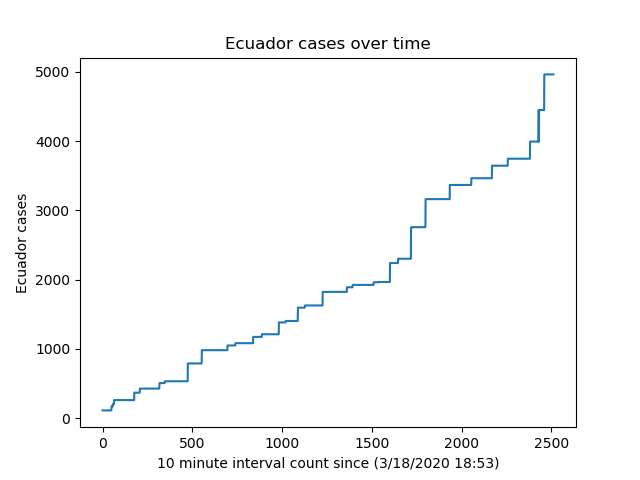 Ecuador cases over time
5000
4000
3000
2000
1000
0
Ecuador cases
0 500 1000 1500 2000 2500
10 minute interval count since (3/18/2020 18:53)